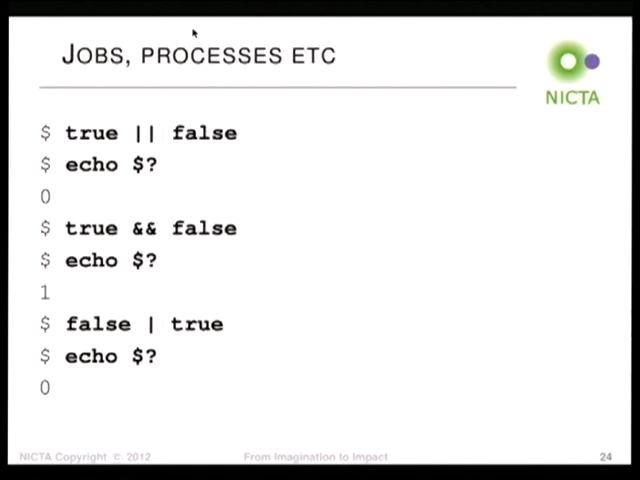 JOBS, PROCESSES ETC
NICTA
$ true || false
$ echo $?
0
$ true && false
$ echo $?
1
$ false | true
$ echo $?
0
NICTA Copyright © 2012
From Imagination to Impact
24